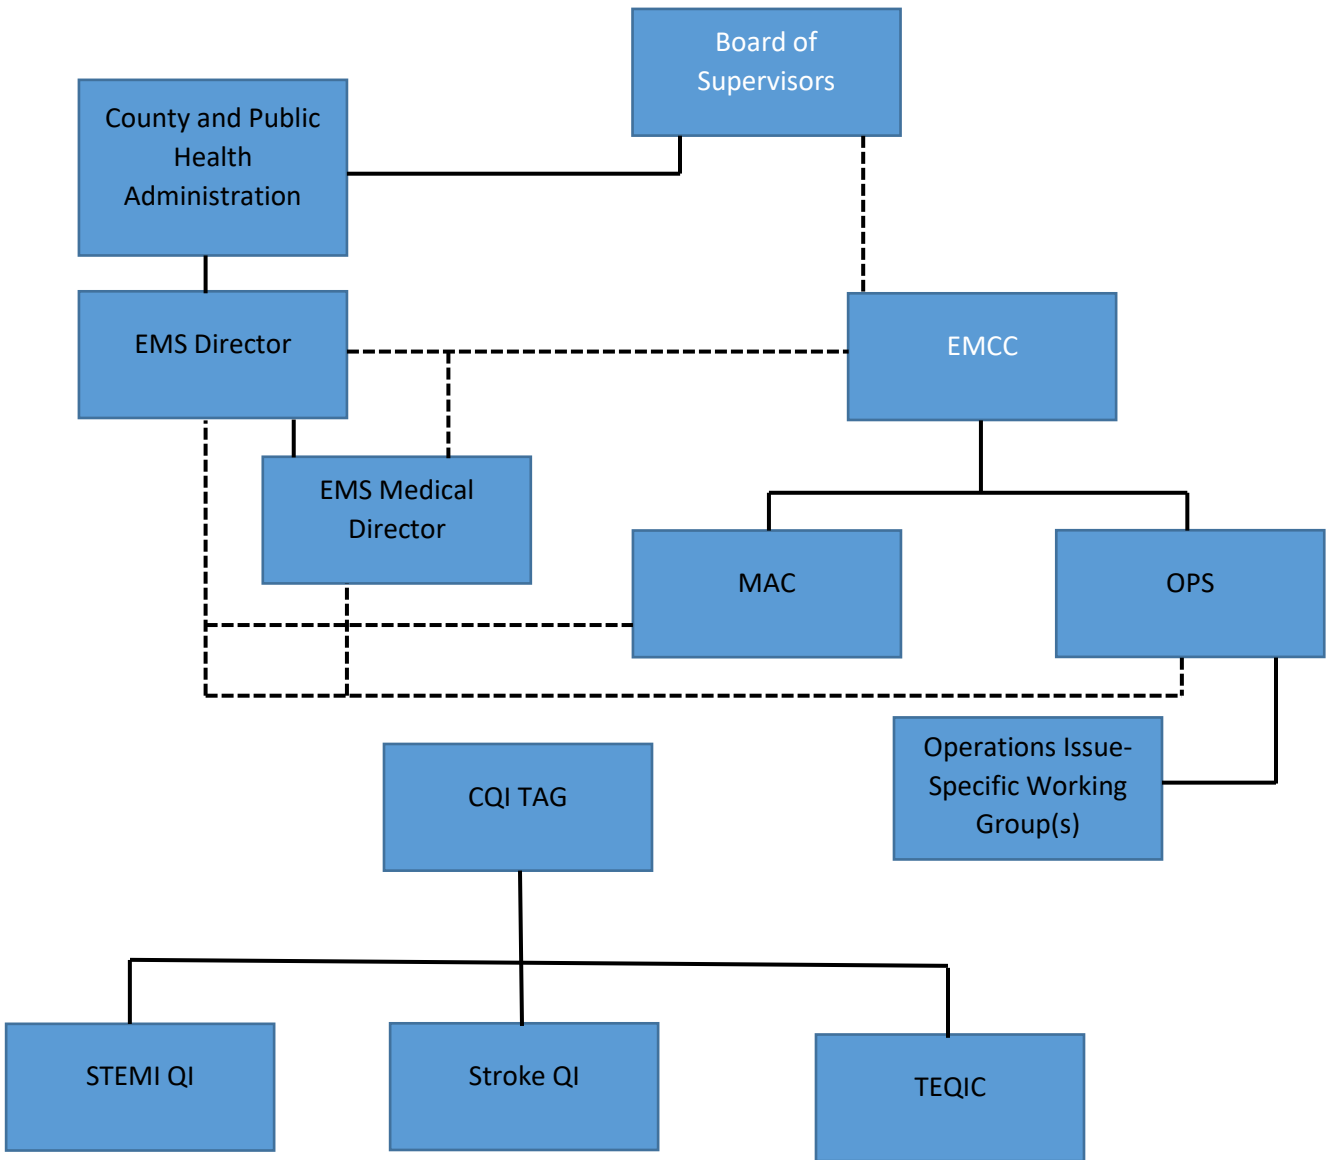 Board of
Supervisors
County and Public
Health
Administration
EMS Director
EMCC
EMS Medical
Director
MAC
OPS
Operations Issue-
Specific Working
Group(s)
CQI TAG
STEMI QI
Stroke QI
TEQIC